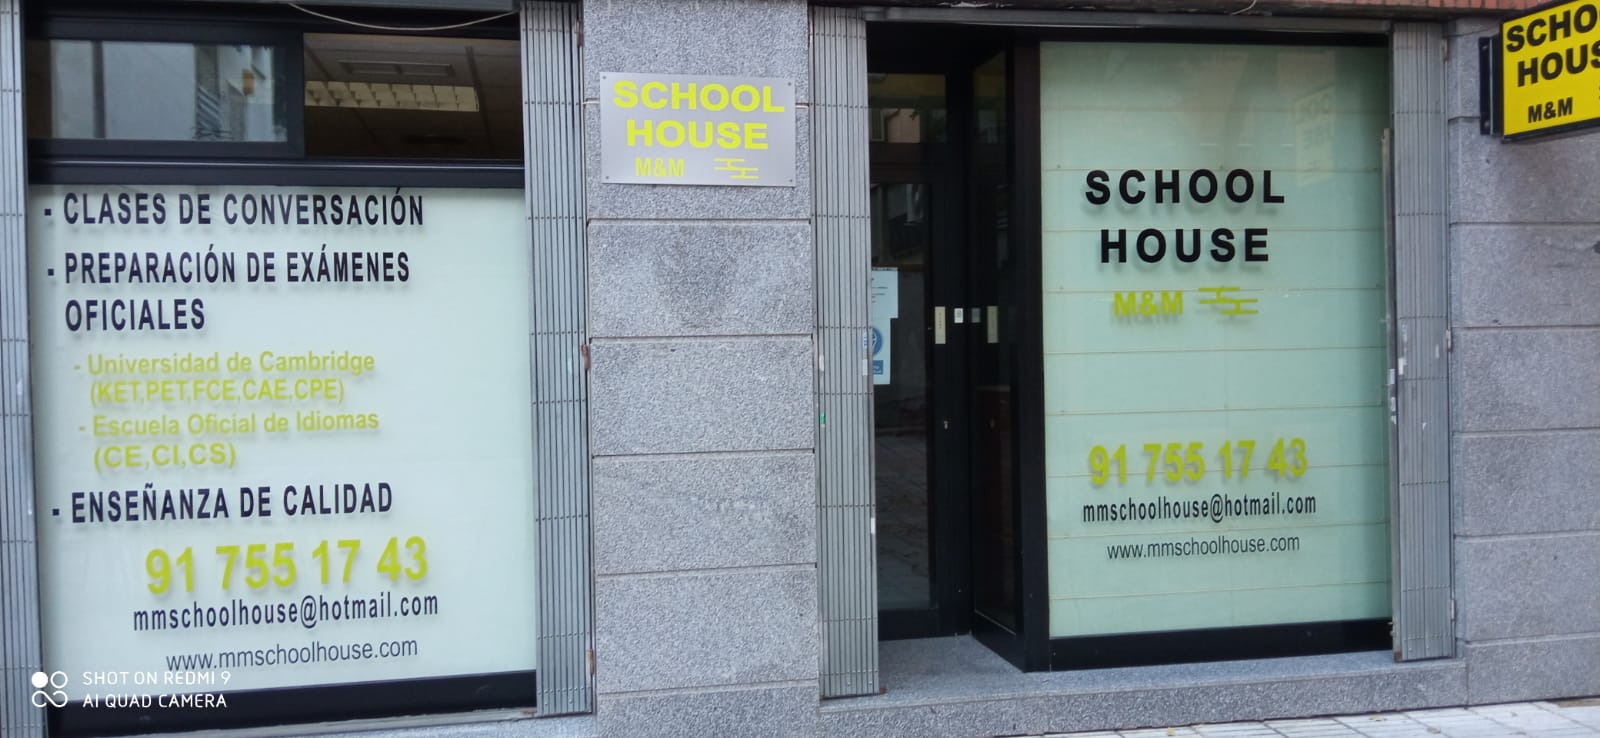 - CLASES DE CONVERSACIÓN
- PREPARACIÓN DE EXÁMENES
OFICIALES
- Universidad de Cambridge
(KET,PET,FCE,CAE,CPE)
- Escuela Oficial de Idiomas
(CE,CI,CS)
- ENSEÑANZA DE CALIDAD
91 755 17 43
mmschoolhouse@hotmail.com
www.mmschoolhouse.com
SCHOOL
HOUSE
M&M
SCHOOL
HOUSE
M&M
91 755 17 43
mmschoolhouse@hotmail.com
www.mmschoolhouse.com
SCHO
HOUS
M&M
SHOT ON REDMI 9
AI QUAD CAMERA